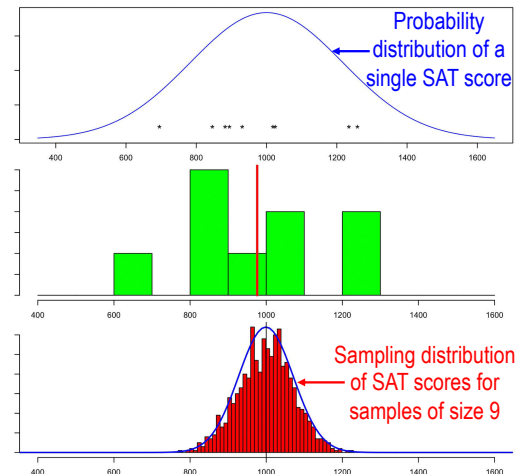 Probability
distribution of a
single SAT score
* * * * * * * * *
400 600 800 1000 1200 1400 1600
400 600 800 1000 1200 1400 1600
Sampling distribution
of SAT scores for
samples of size 9
400 600 800 1000 1200 1400 1600